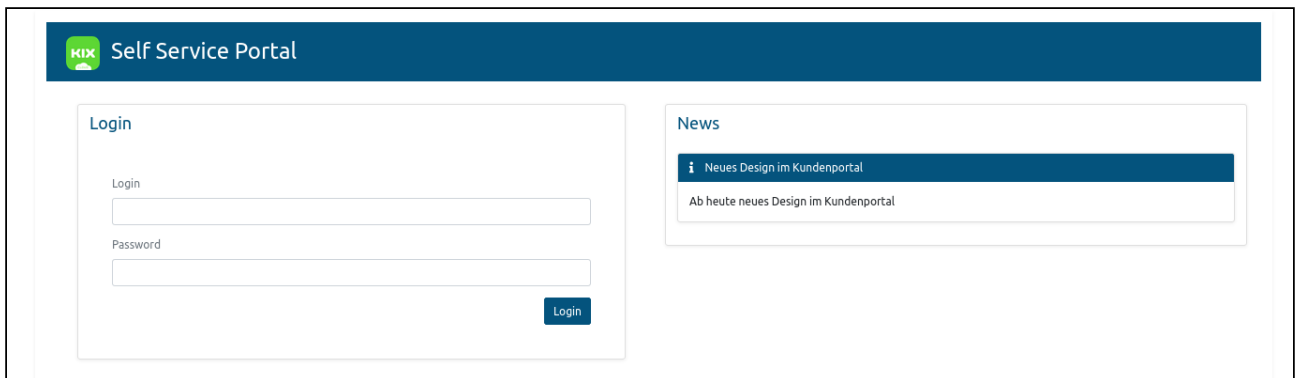 KIX Self Service Portal
Login
Login
Password
Login
News
i Neues Design im Kundenportal
Ab heute neues Design im Kundenportal